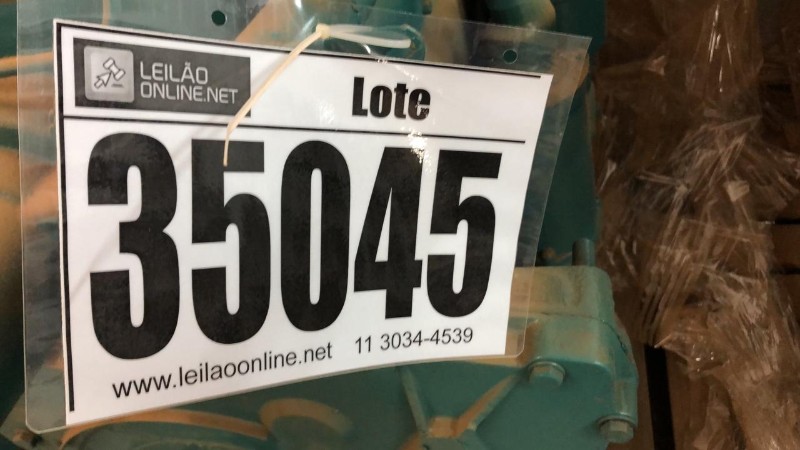 LEILÃO
ONLINE.NET
Lote
35045
www.leilaoonline.net 11 3034-4539